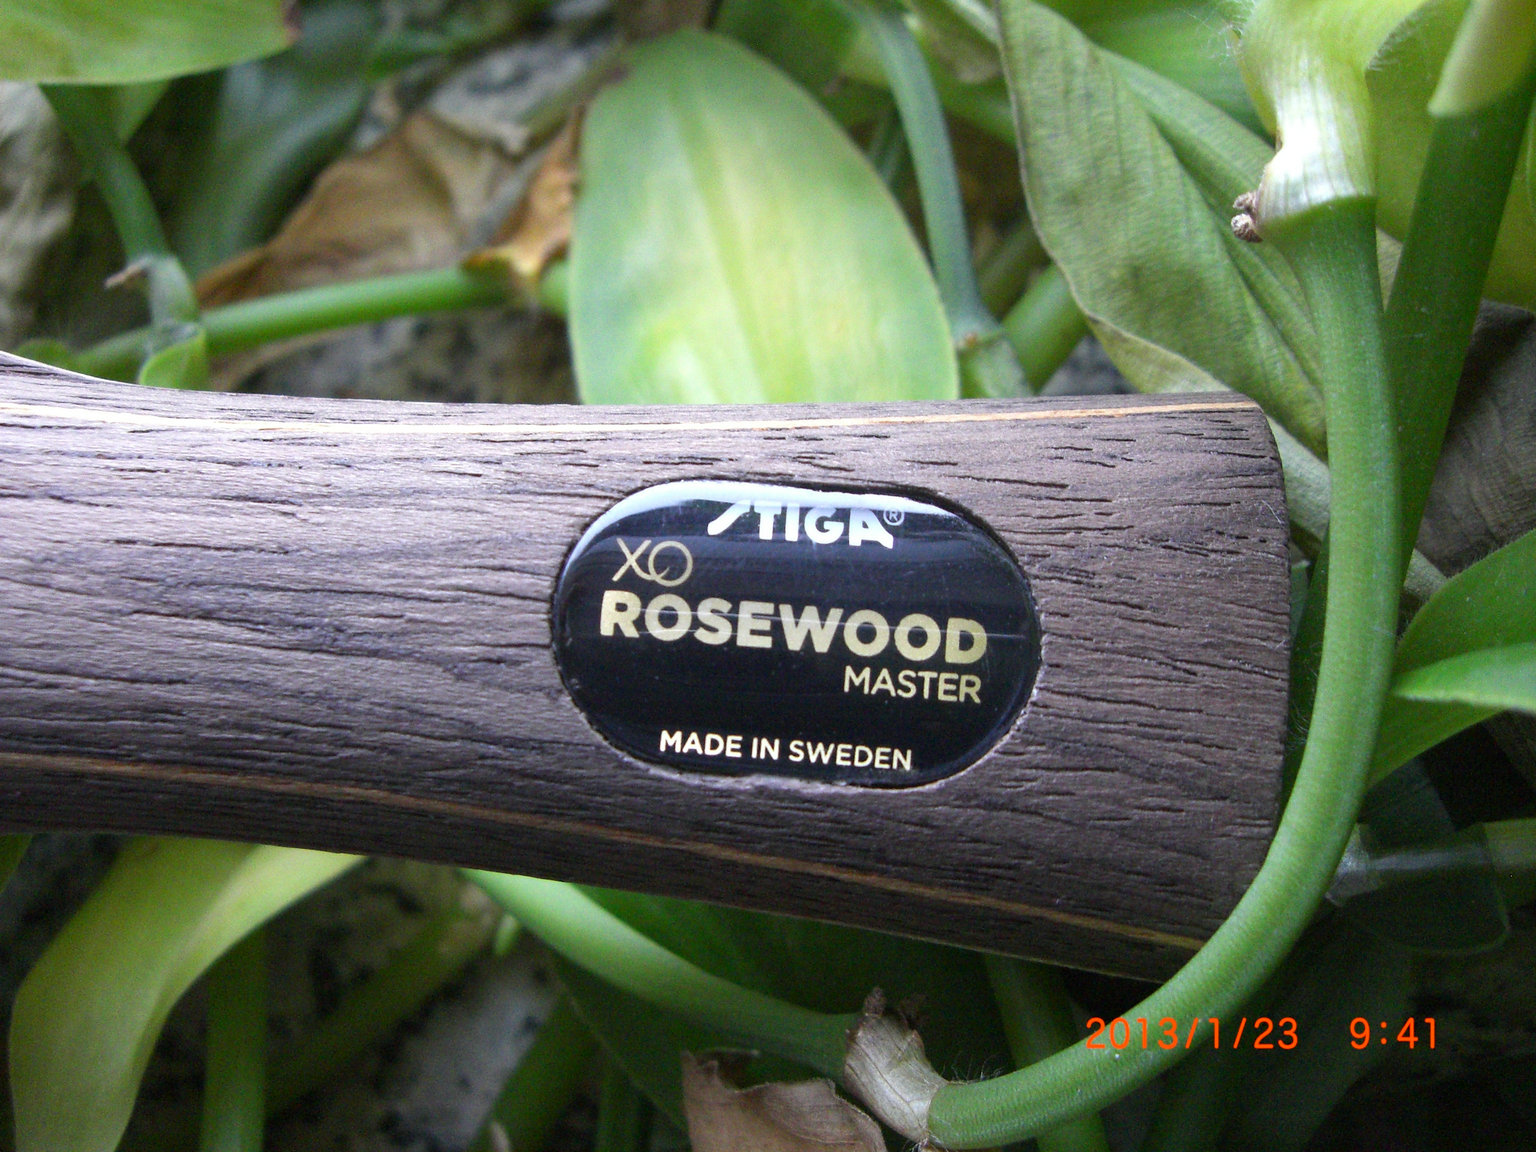 STIGA®
XO
ROSEWOOD
MASTER
MADE IN SWEDEN
2013/1/23 9:41